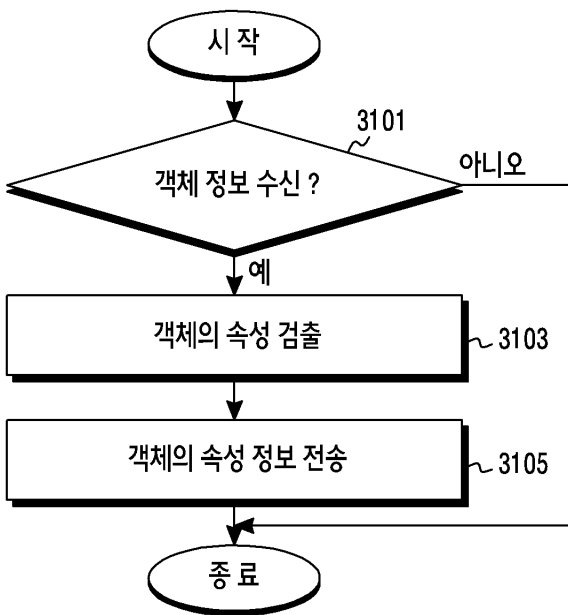 시 작
3101
객체 정보 수신 ?
아니오
예
객체의 속성 검출
3103
객체의 속성 정보 전송
3105
종 료